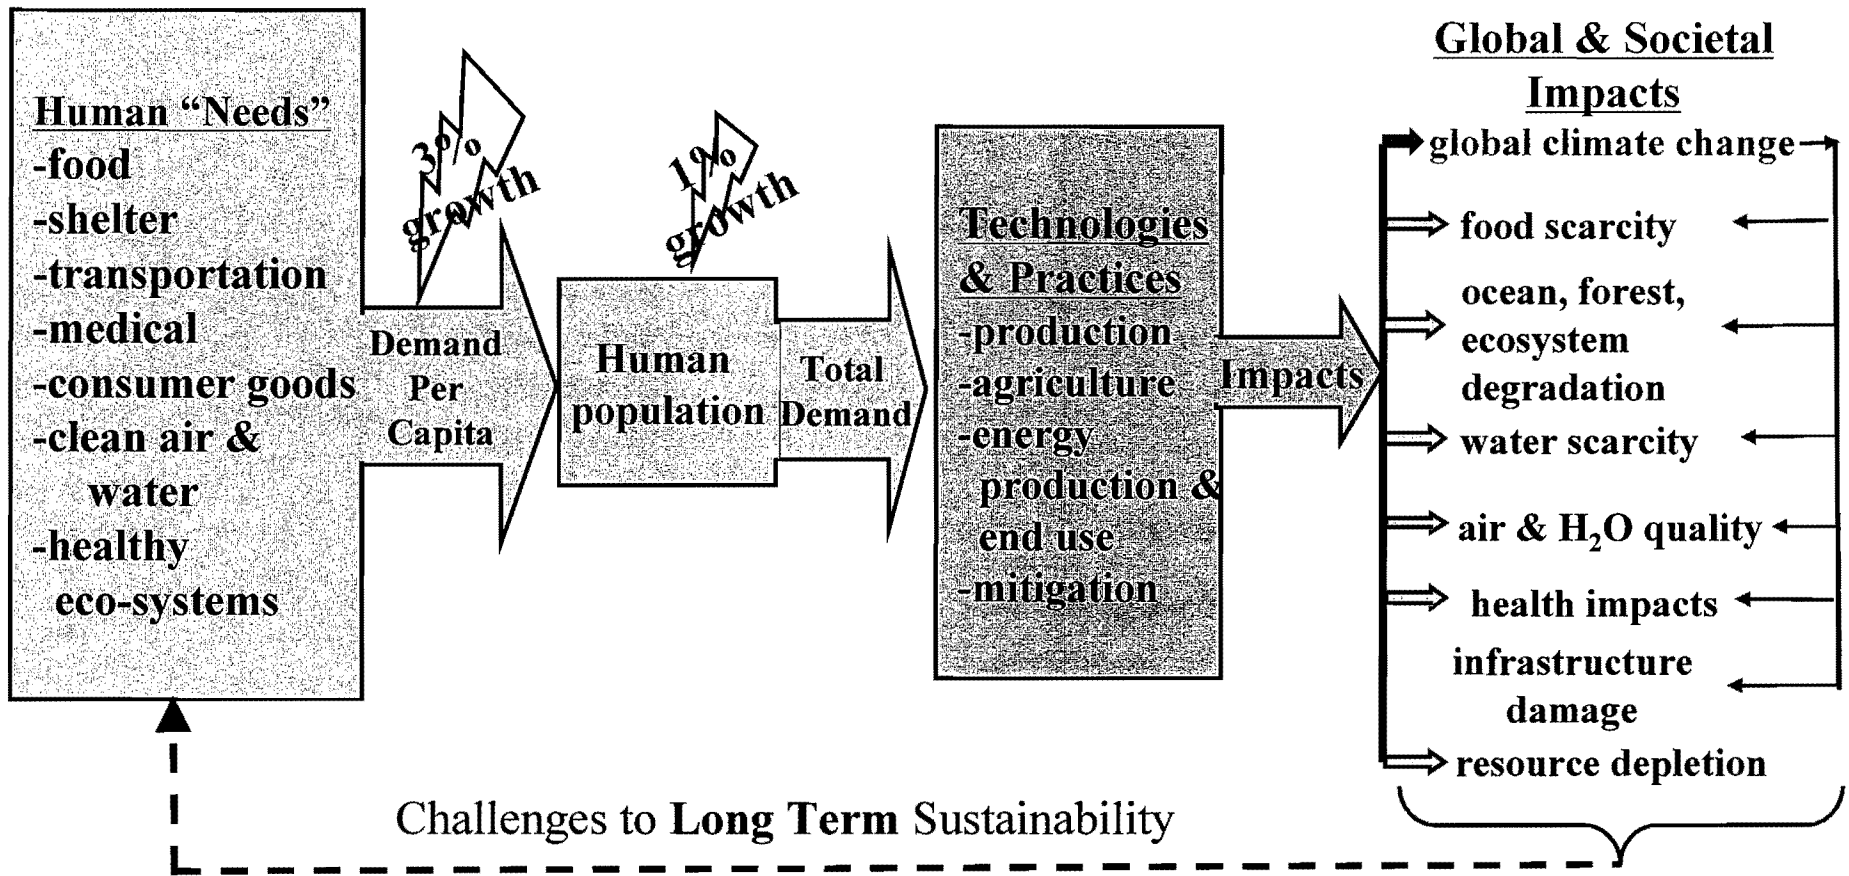 Human “Needs”
-food
-shelter
-transportation
-medical
-consumer goods
-clean air &
water
-healthy
eco-systems
3%
growth
Demand
Per
Capita
1%
growth
Human
population
Total
Demand
Technologies
& Practices
-production
-agriculture
-energy
production &
end use
-mitigation
Impacts
Global & Societal
Impacts
global climate change
food scarcity
ocean, forest,
ecosystem
degradation
water scarcity
air & H₂O quality
health impacts
infrastructure
damage
resource depletion
Challenges to Long Term Sustainability